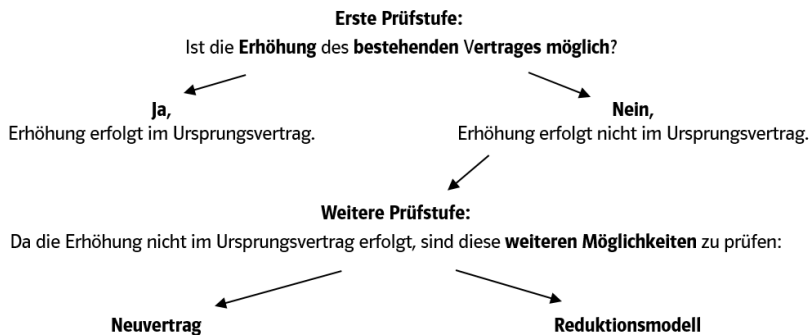 Erste Prüfstufe:
Ist die Erhöhung des bestehenden Vertrages möglich?
Ja,
Erhöhung erfolgt im Ursprungsvertrag.
Nein,
Erhöhung erfolgt nicht im Ursprungsvertrag.
Weitere Prüfstufe:
Da die Erhöhung nicht im Ursprungsvertrag erfolgt, sind diese weiteren Möglichkeiten zu prüfen:
Neuvertrag
Reduktionsmodell